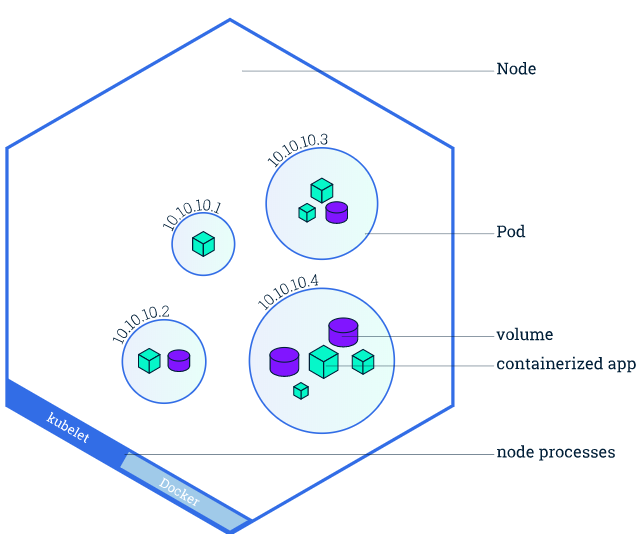 Node
10.10.10.3
10.10.10.1
Pod
10.10.10.4
10.10.10.2
volume
containerized app
kubelet
node processes
Docker